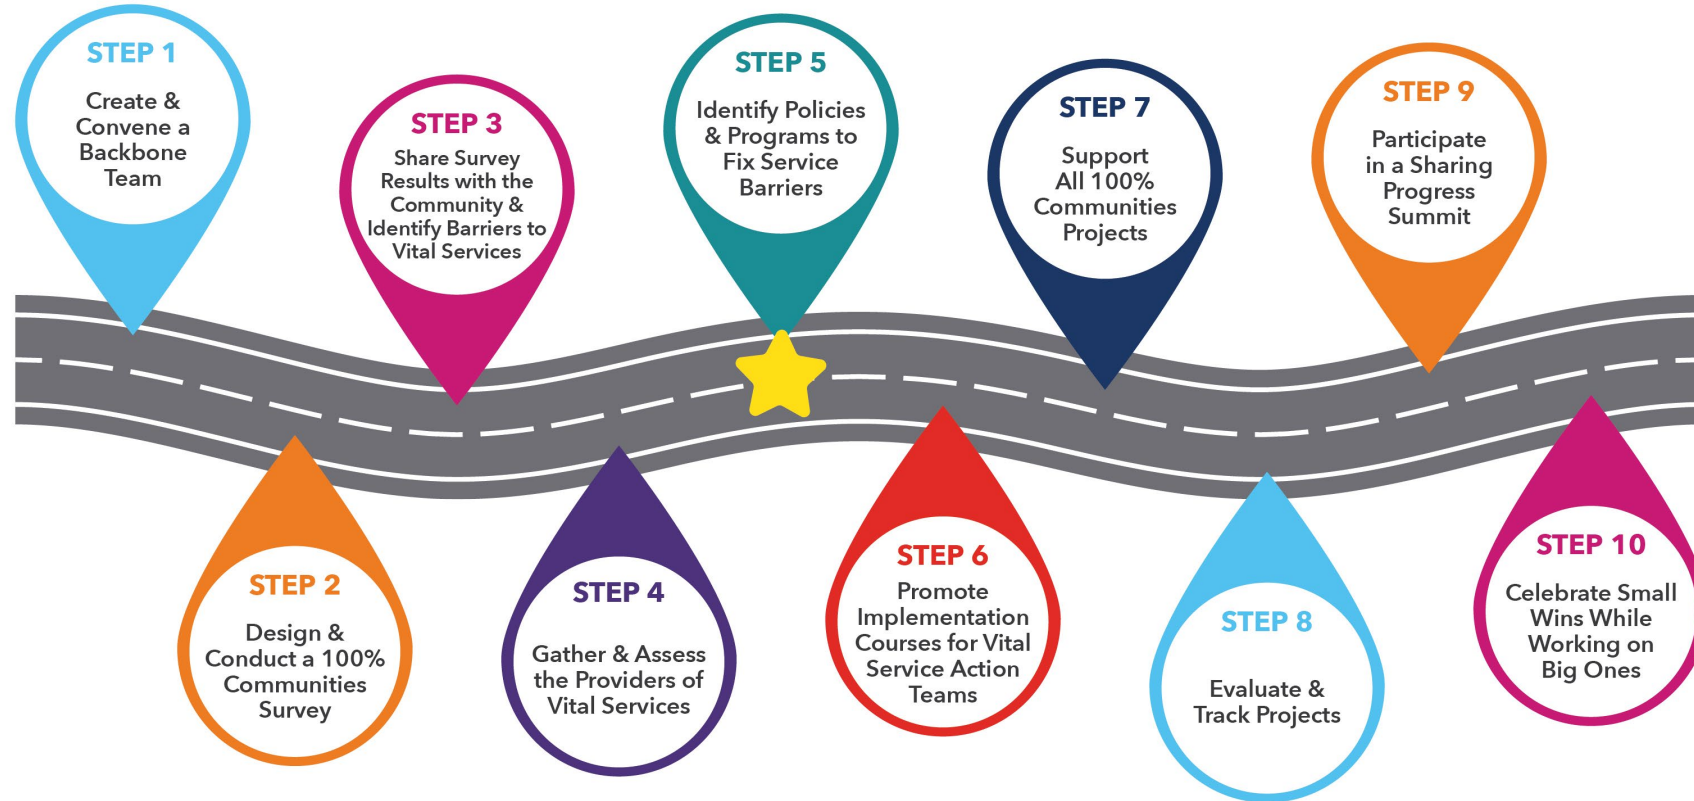 STEP 1
Create &
Convene a
Backbone
Team
STEP 2
Design &
Conduct a 100%
Communities
Survey
STEP 3
Share Survey
Results with the
Community &
Identify Barriers to
Vital Services
STEP 4
Gather & Assess
the Providers of
Vital Services
STEP 5
Identify Policies
& Programs to
Fix Service
Barriers
STEP 6
Promote
Implementation
Courses for Vital
Service Action
Teams
STEP 7
Support
All 100%
Communities
Projects
STEP 8
Evaluate &
Track Projects
STEP 9
Participate
in a Sharing
Progress
Summit
STEP 10
Celebrate Small
Wins While
Working on
Big Ones